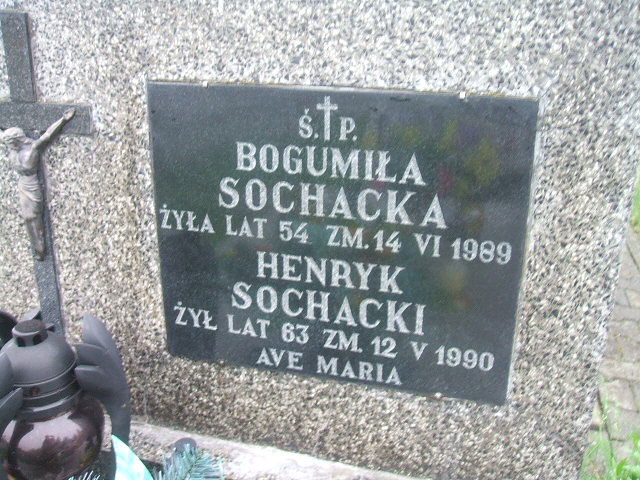 Ś.†P.
BOGUMIŁA
SOCHACKA
ŻYŁA LAT 54 ZM. 14 VI 1989
HENRYK
SOCHACKI
ŻYŁ LAT 63 ZM. 12 V 1990
AVE MARIA